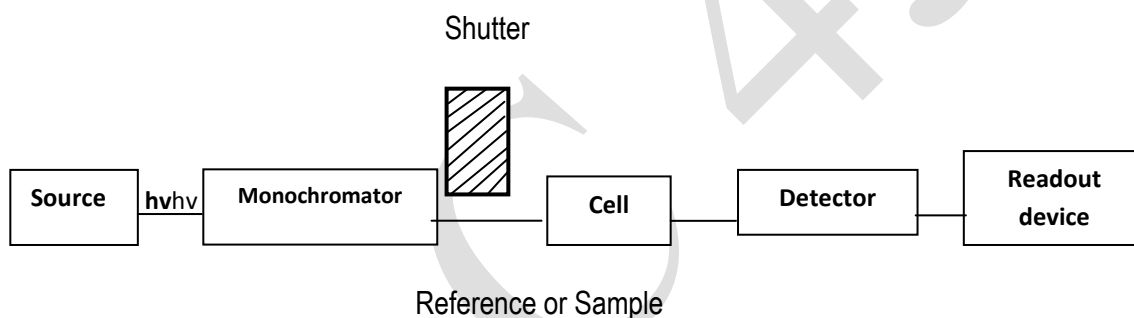 Shutter
Source
hvhv
Monochromator
Cell
Detector
Readout
device
Reference or Sample